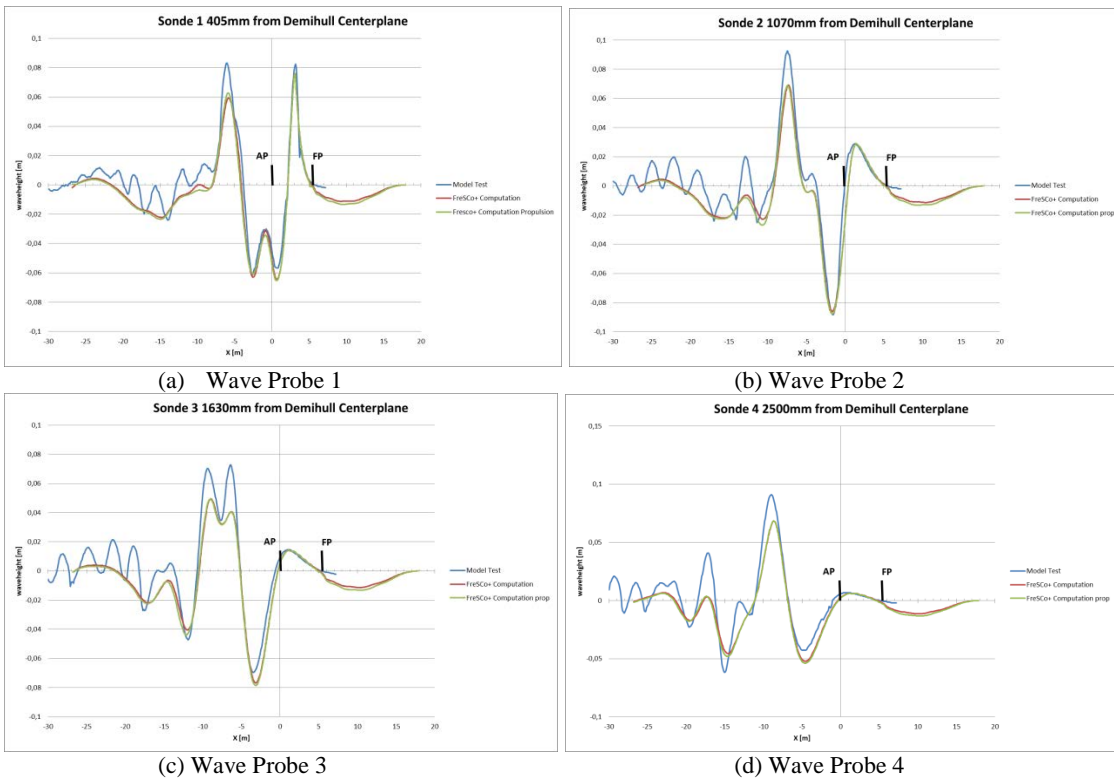 Sonde 1 405mm from Demihull Centerplane
0,1
0,08
0,06
0,04
0,02
0
-0,02
-0,04
-0,06
-0,08
-0,1
waveheight [m]
AP
FP
Model Test
FreSCo+ Computation
Fresco+ Computation Propulsion
-30 -25 -20 -15 -10 -5 0 5 10 15 20
X [m]
(a) Wave Probe 1
Sonde 2 1070mm from Demihull Centerplane
0,1
0,08
0,06
0,04
0,02
0
-0,02
-0,04
-0,06
-0,08
-0,1
waveheight [m]
AP
FP
Model Test
FreSCo+ Computation
FreSCo+ Computation prop
-30 -25 -20 -15 -10 -5 0 5 10 15 20
X [m]
(b) Wave Probe 2
Sonde 3 1630mm from Demihull Centerplane
0,1
0,08
0,06
0,04
0,02
0
-0,02
-0,04
-0,06
-0,08
-0,1
waveheight [m]
AP
FP
Model Test
FreSCo+ Computation
FreSCo+ Computation prop
-30 -25 -20 -15 -10 -5 0 5 10 15 20
X [m]
(c) Wave Probe 3
Sonde 4 2500mm from Demihull Centerplane
0,15
0,1
0,05
0
-0,05
-0,1
waveheight [m]
AP
FP
Model Test
FreSCo+ Computation
FreSCo+ Computation prop
-30 -25 -20 -15 -10 -5 0 5 10 15 20
X [m]
(d) Wave Probe 4